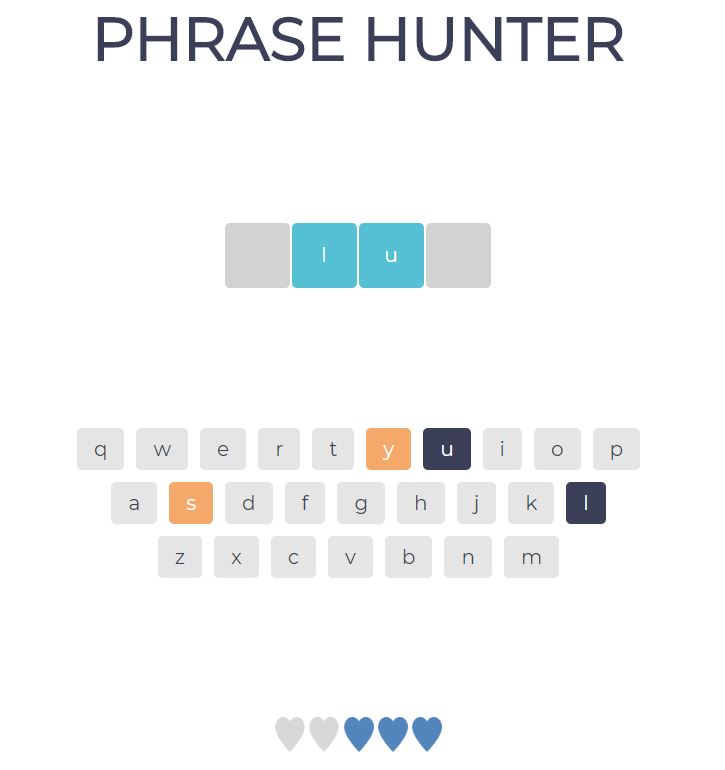 PHRASE HUNTER
l u
q w e r t y u i o p
a s d f g h j k l
z x c v b n m